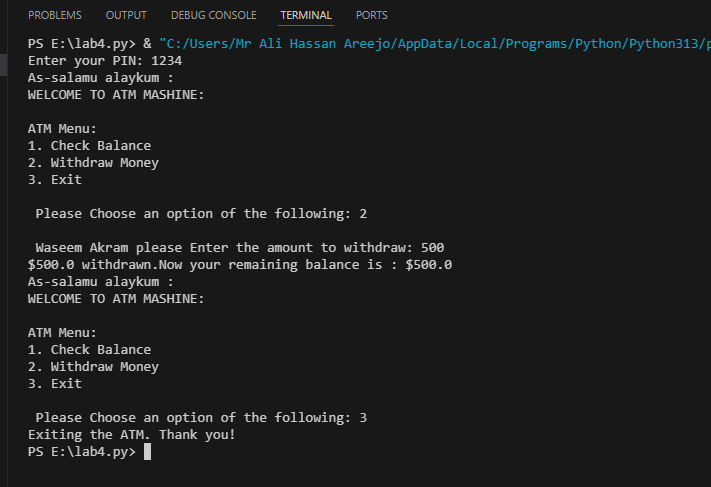 PROBLEMS OUTPUT DEBUG CONSOLE TERMINAL PORTS
PS E:\lab4.py> & "C:/Users/Mr Ali Hassan Areejo/AppData/Local/Programs/Python/Python313/p
Enter your PIN: 1234
As-salamu alaykum :
WELCOME TO ATM MASHINE:
ATM Menu:
1. Check Balance
2. Withdraw Money
3. Exit
Please Choose an option of the following: 2
Waseem Akram please Enter the amount to withdraw: 500
$500.0 withdrawn.Now your remaining balance is : $500.0
As-salamu alaykum :
WELCOME TO ATM MASHINE:
ATM Menu:
1. Check Balance
2. Withdraw Money
3. Exit
Please Choose an option of the following: 3
Exiting the ATM. Thank you!
PS E:\lab4.py>